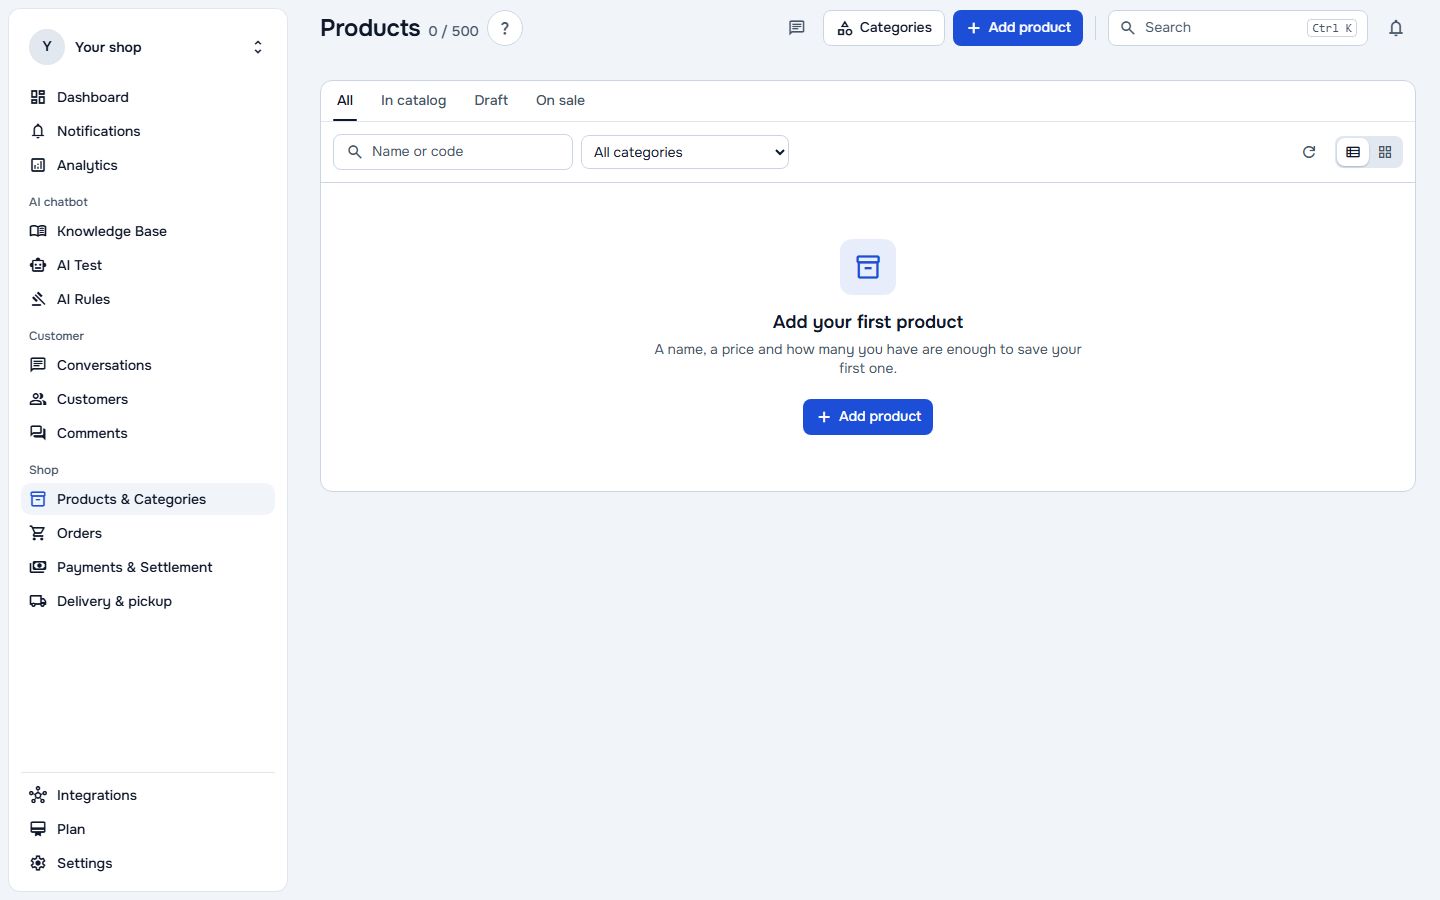 Y
Your shop
Dashboard
Notifications
Analytics
AI chatbot
Knowledge Base
AI Test
AI Rules
Customer
Conversations
Customers
Comments
Shop
Products & Categories
Orders
Payments & Settlement
Delivery & pickup
Integrations
Plan
Settings
Products 0 / 500 ?
Categories
+ Add product
Search Ctrl K
All In catalog Draft On sale
Name or code
All categories
Add your first product
A name, a price and how many you have are enough to save your
first one.
+ Add product